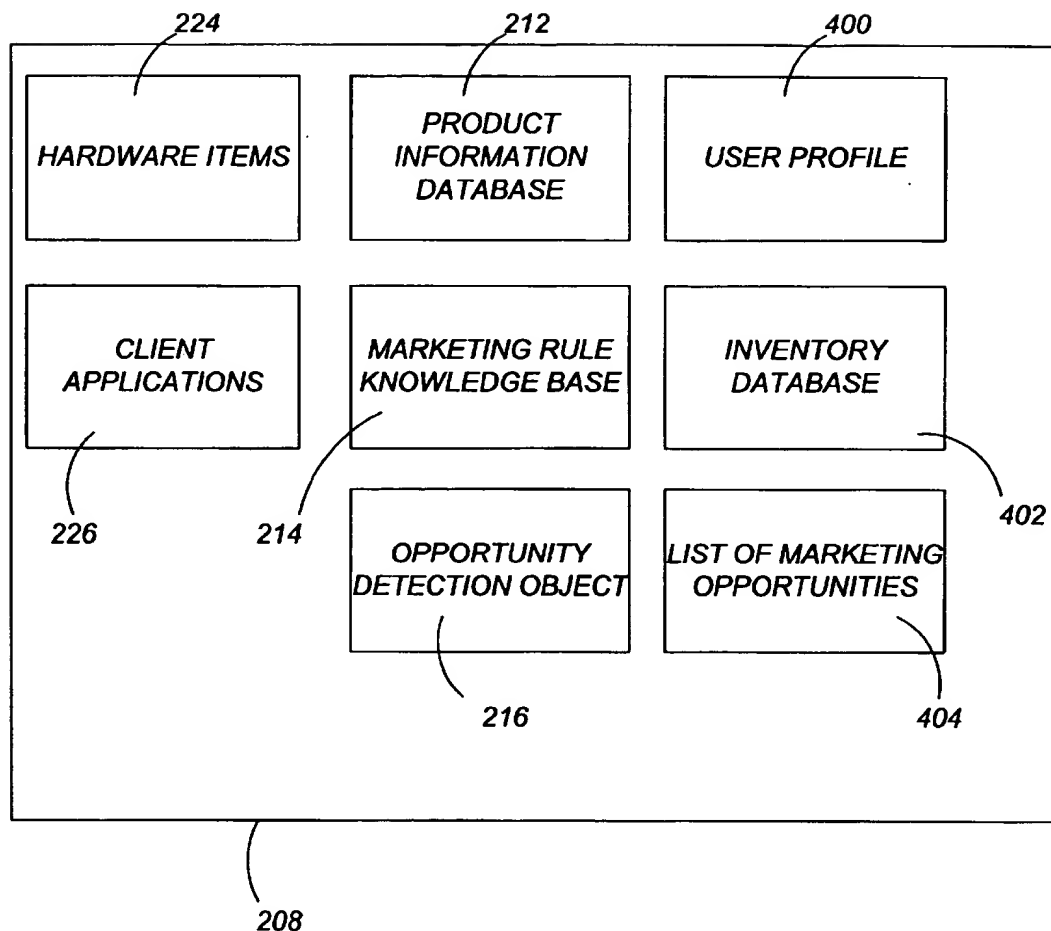 224
212
400
HARDWARE ITEMS
PRODUCT
INFORMATION
DATABASE
USER PROFILE
CLIENT
APPLICATIONS
MARKETING RULE
KNOWLEDGE BASE
INVENTORY
DATABASE
226
214
402
OPPORTUNITY
DETECTION OBJECT
LIST OF MARKETING
OPPORTUNITIES
216
404
208